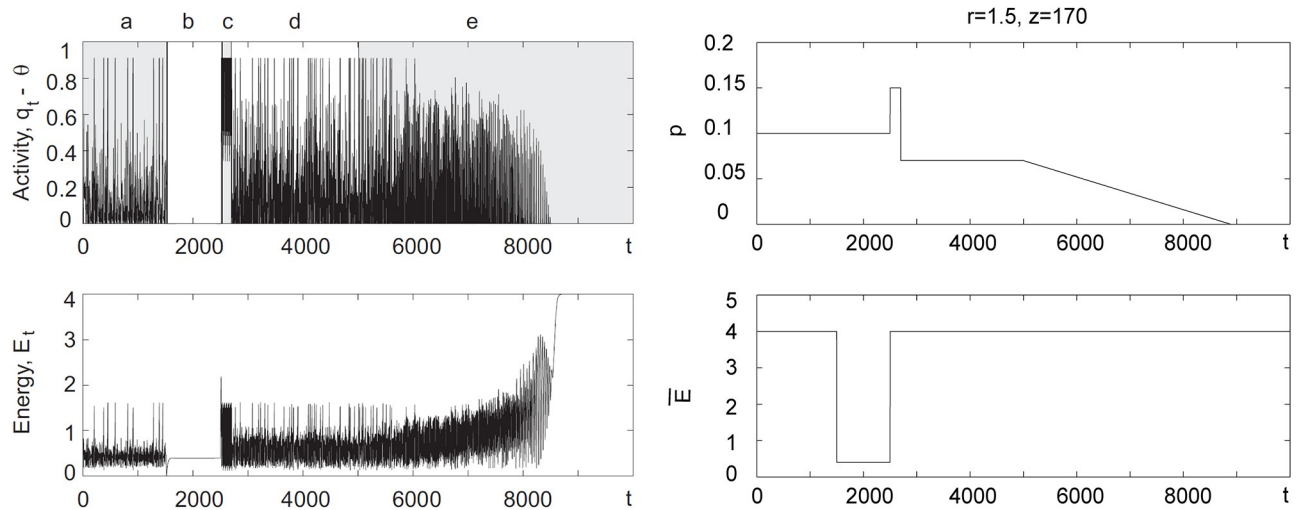 a b c d e
1
0.8
0.6
0.4
0.2
0
Activity, q_t - θ
0 2000 4000 6000 8000 t
4
3
2
1
0
Energy, E_t
0 2000 4000 6000 8000 t
r=1.5, z=170
0.2
0.15
0.1
0.05
0
p
0 2000 4000 6000 8000 t
5
4
3
2
1
0
E̅
0 2000 4000 6000 8000 t